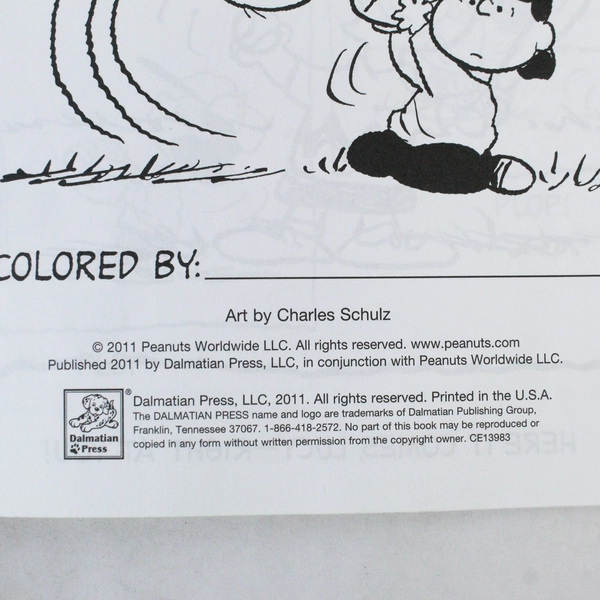 COLORED BY:
Art by Charles Schulz
© 2011 Peanuts Worldwide LLC. All rights reserved. www.peanuts.com
Published 2011 by Dalmatian Press, LLC, in conjunction with Peanuts Worldwide LLC.
Dalmatian
Press
®
Dalmatian Press, LLC, 2011. All rights reserved. Printed in the U.S.A.
The DALMATIAN PRESS name and logo are trademarks of Dalmatian Publishing Group,
Franklin, Tennessee 37067. 1-866-418-2572. No part of this book may be reproduced or
copied in any form without written permission from the copyright owner. CE13983